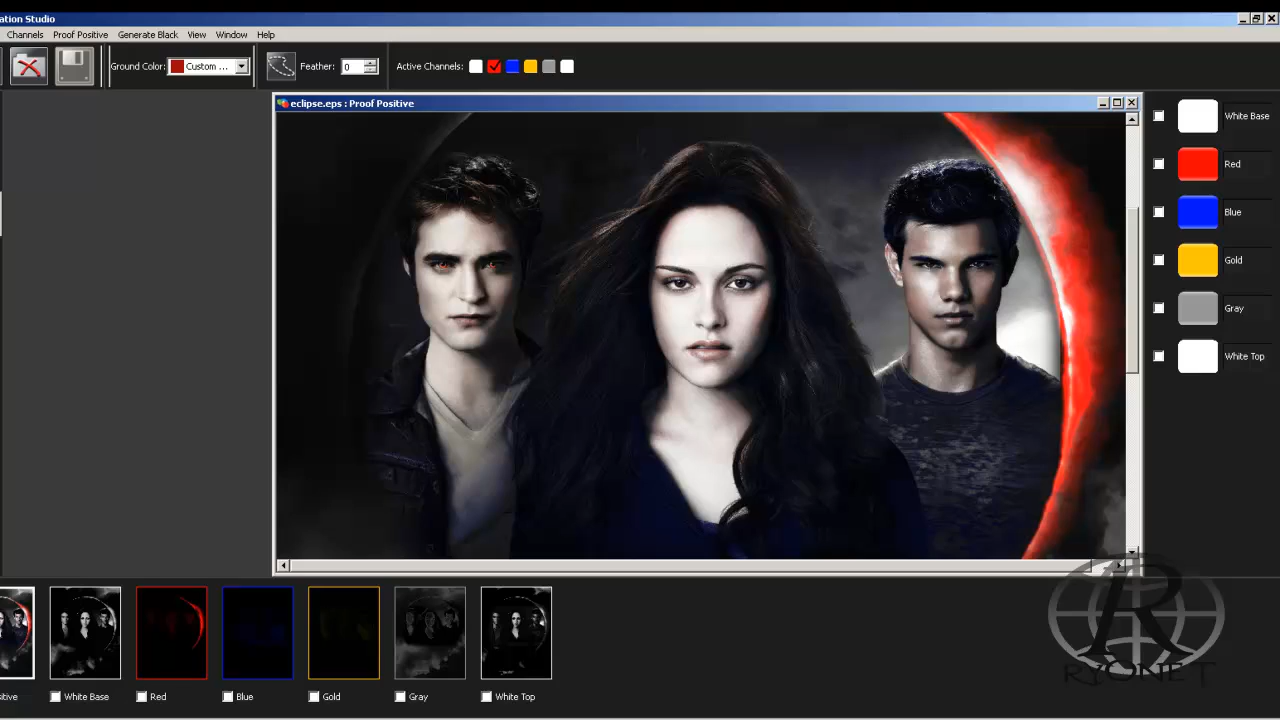 ation Studio
Channels Proof Positive Generate Black View Window Help
Ground Color: Custom ... Feather: 0 Active Channels:
eclipse.eps : Proof Positive
White Base
Red
Blue
Gold
Gray
White Top
RYONET
itive White Base Red Blue Gold Gray White Top